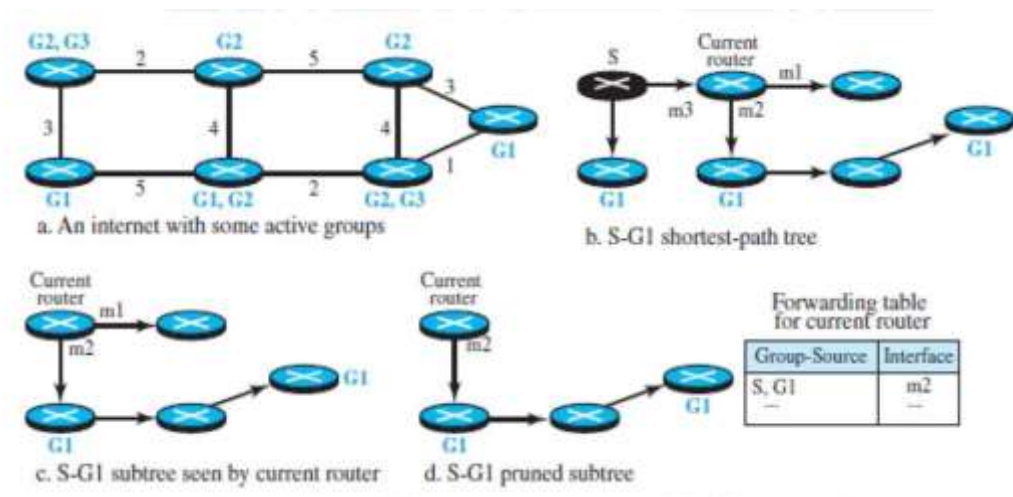 G2, G3
G2
G2
2
5
3
3
4
4
G1
1
5
2
G1
G1, G2
G2, G3
a. An internet with some active groups
S
Current
router
m1
m3
m2
G1
G1
G1
b. S-G1 shortest-path tree
Current
router
m1
m2
G1
G1
c. S-G1 subtree seen by current router
Current
router
m2
G1
G1
d. S-G1 pruned subtree
Forwarding table
for current router
Group-Source Interface
S, G1 m2
... ...